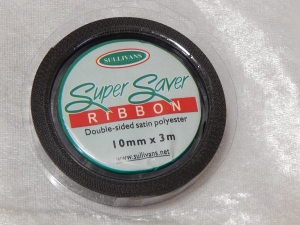 SULLIVANS
Super Saver
RIBBON
Double-sided satin polyester
10mm x 3m
www.sullivans.net